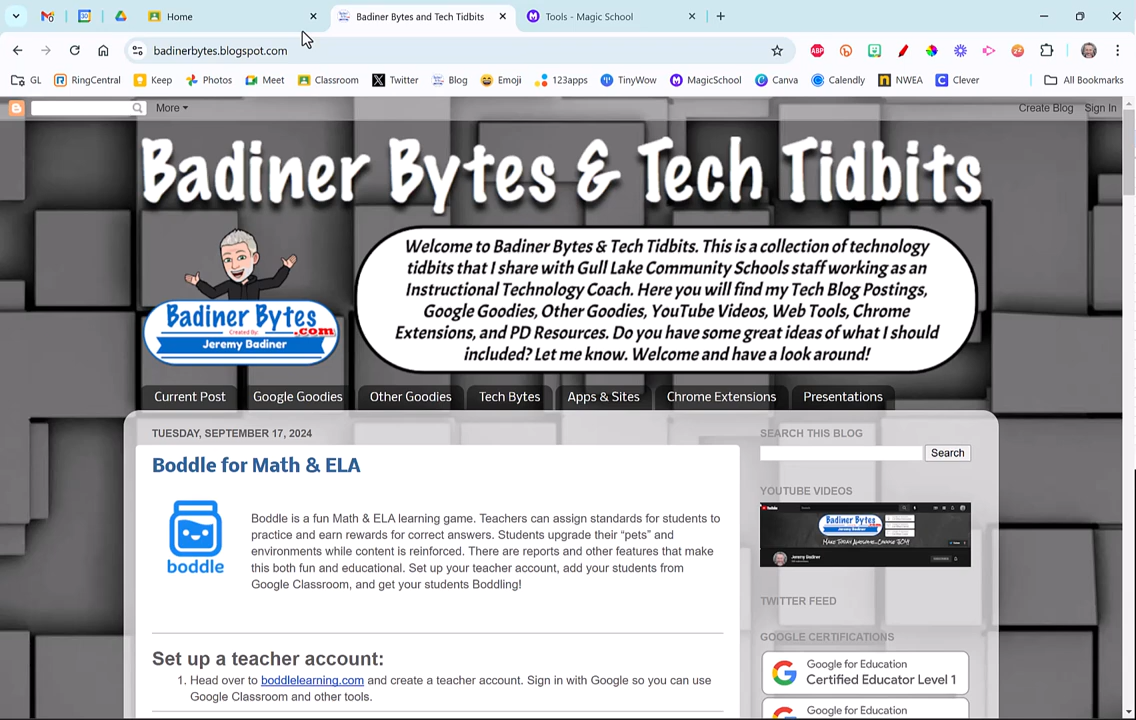 Home
Badiner Bytes and Tech Tidbits
Tools - Magic School
badinerbytes.blogspot.com
GL
RingCentral
Keep
Photos
Meet
Classroom
Twitter
Blog
Emoji
123apps
TinyWow
MagicSchool
Canva
Calendly
NWEA
Clever
All Bookmarks
More
Create Blog
Sign In
Badiner Bytes & Tech Tidbits
Welcome to Badiner Bytes & Tech Tidbits. This is a collection of technology
tidbits that I share with Gull Lake Community Schools staff working as an
Instructional Technology Coach. Here you will find my Tech Blog Postings,
Google Goodies, Other Goodies, YouTube Videos, Web Tools, Chrome
Extensions, and PD Resources. Do you have some great ideas of what I should
included? Let me know. Welcome and have a look around!
Badiner Bytes
Created By:
.com
Jeremy Badiner
Current Post
Google Goodies
Other Goodies
Tech Bytes
Apps & Sites
Chrome Extensions
Presentations
TUESDAY, SEPTEMBER 17, 2024
Boddle for Math & ELA
boddle
Boddle is a fun Math & ELA learning game. Teachers can assign standards for students to
practice and earn rewards for correct answers. Students upgrade their “pets” and
environments while content is reinforced. There are reports and other features that make
this both fun and educational. Set up your teacher account, add your students from
Google Classroom, and get your students Boddling!
Set up a teacher account:
1. Head over to boddlelearning.com and create a teacher account. Sign in with Google so you can use
Google Classroom and other tools.
SEARCH THIS BLOG
Search
YOUTUBE VIDEOS
Badiner Bytes
Jeremy Badiner
TWITTER FEED
GOOGLE CERTIFICATIONS
Google for Education
Certified Educator Level 1
Google for Education